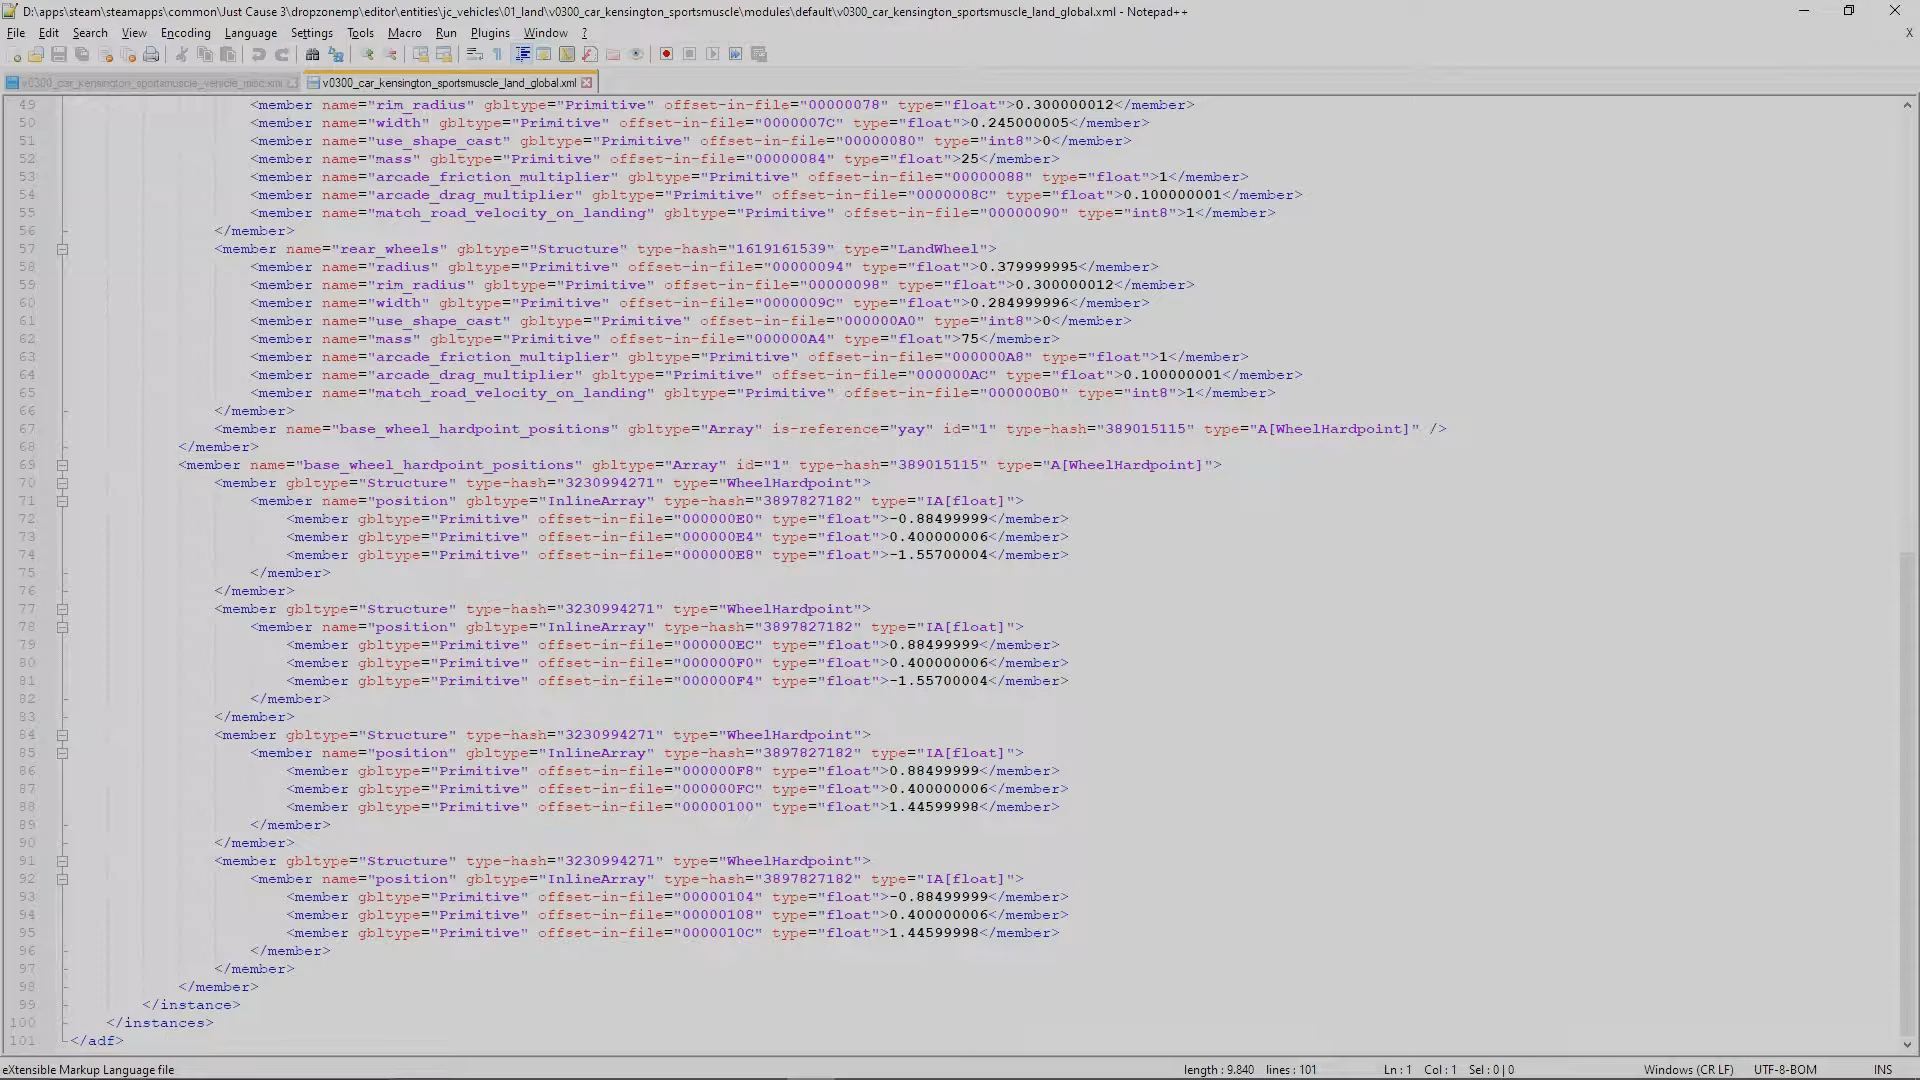 D:\apps\steam\steamapps\common\Just Cause 3\dropzonemp\editor\entities\jc_vehicles\01_land\v0300_car_kensington_sportsmuscle\modules\default\v0300_car_kensington_sportsmuscle_land_global.xml - Notepad++
File Edit Search View Encoding Language Settings Tools Macro Run Plugins Window ? X
v0300_car_kensington_sportsmuscle_vehicle_misc.xml v0300_car_kensington_sportsmuscle_land_global.xml
49 <member name="rim_radius" gbltype="Primitive" offset-in-file="00000078" type="float">0.300000012</member>
50 <member name="width" gbltype="Primitive" offset-in-file="0000007C" type="float">0.245000005</member>
51 <member name="use_shape_cast" gbltype="Primitive" offset-in-file="00000080" type="int8">0</member>
52 <member name="mass" gbltype="Primitive" offset-in-file="00000084" type="float">25</member>
53 <member name="arcade_friction_multiplier" gbltype="Primitive" offset-in-file="00000088" type="float">1</member>
54 <member name="arcade_drag_multiplier" gbltype="Primitive" offset-in-file="0000008C" type="float">0.100000001</member>
55 <member name="match_road_velocity_on_landing" gbltype="Primitive" offset-in-file="00000090" type="int8">1</member>
56 </member>
57 <member name="rear_wheels" gbltype="Structure" type-hash="1619161539" type="LandWheel">
58 <member name="radius" gbltype="Primitive" offset-in-file="00000094" type="float">0.379999995</member>
59 <member name="rim_radius" gbltype="Primitive" offset-in-file="00000098" type="float">0.300000012</member>
60 <member name="width" gbltype="Primitive" offset-in-file="0000009C" type="float">0.284999996</member>
61 <member name="use_shape_cast" gbltype="Primitive" offset-in-file="000000A0" type="int8">0</member>
62 <member name="mass" gbltype="Primitive" offset-in-file="000000A4" type="float">75</member>
63 <member name="arcade_friction_multiplier" gbltype="Primitive" offset-in-file="000000A8" type="float">1</member>
64 <member name="arcade_drag_multiplier" gbltype="Primitive" offset-in-file="000000AC" type="float">0.100000001</member>
65 <member name="match_road_velocity_on_landing" gbltype="Primitive" offset-in-file="000000B0" type="int8">1</member>
66 </member>
67 <member name="base_wheel_hardpoint_positions" gbltype="Array" is-reference="yay" id="1" type-hash="389015115" type="A[WheelHardpoint]" />
68 </member>
69 <member name="base_wheel_hardpoint_positions" gbltype="Array" id="1" type-hash="389015115" type="A[WheelHardpoint]">
70 <member gbltype="Structure" type-hash="3230994271" type="WheelHardpoint">
71 <member name="position" gbltype="InlineArray" type-hash="3897827182" type="IA[float]">
72 <member gbltype="Primitive" offset-in-file="000000E0" type="float">-0.88499999</member>
73 <member gbltype="Primitive" offset-in-file="000000E4" type="float">0.400000006</member>
74 <member gbltype="Primitive" offset-in-file="000000E8" type="float">-1.55700004</member>
75 </member>
76 </member>
77 <member gbltype="Structure" type-hash="3230994271" type="WheelHardpoint">
78 <member name="position" gbltype="InlineArray" type-hash="3897827182" type="IA[float]">
79 <member gbltype="Primitive" offset-in-file="000000EC" type="float">0.88499999</member>
80 <member gbltype="Primitive" offset-in-file="000000F0" type="float">0.400000006</member>
81 <member gbltype="Primitive" offset-in-file="000000F4" type="float">-1.55700004</member>
82 </member>
83 </member>
84 <member gbltype="Structure" type-hash="3230994271" type="WheelHardpoint">
85 <member name="position" gbltype="InlineArray" type-hash="3897827182" type="IA[float]">
86 <member gbltype="Primitive" offset-in-file="000000F8" type="float">0.88499999</member>
87 <member gbltype="Primitive" offset-in-file="000000FC" type="float">0.400000006</member>
88 <member gbltype="Primitive" offset-in-file="00000100" type="float">1.44599998</member>
89 </member>
90 </member>
91 <member gbltype="Structure" type-hash="3230994271" type="WheelHardpoint">
92 <member name="position" gbltype="InlineArray" type-hash="3897827182" type="IA[float]">
93 <member gbltype="Primitive" offset-in-file="00000104" type="float">-0.88499999</member>
94 <member gbltype="Primitive" offset-in-file="00000108" type="float">0.400000006</member>
95 <member gbltype="Primitive" offset-in-file="0000010C" type="float">1.44599998</member>
96 </member>
97 </member>
98 </member>
99 </instance>
100 </instances>
101 </adf>
eXtensible Markup Language file length : 9.840 lines : 101 Ln : 1 Col : 1 Sel : 0 | 0 Windows (CR LF) UTF-8-BOM INS